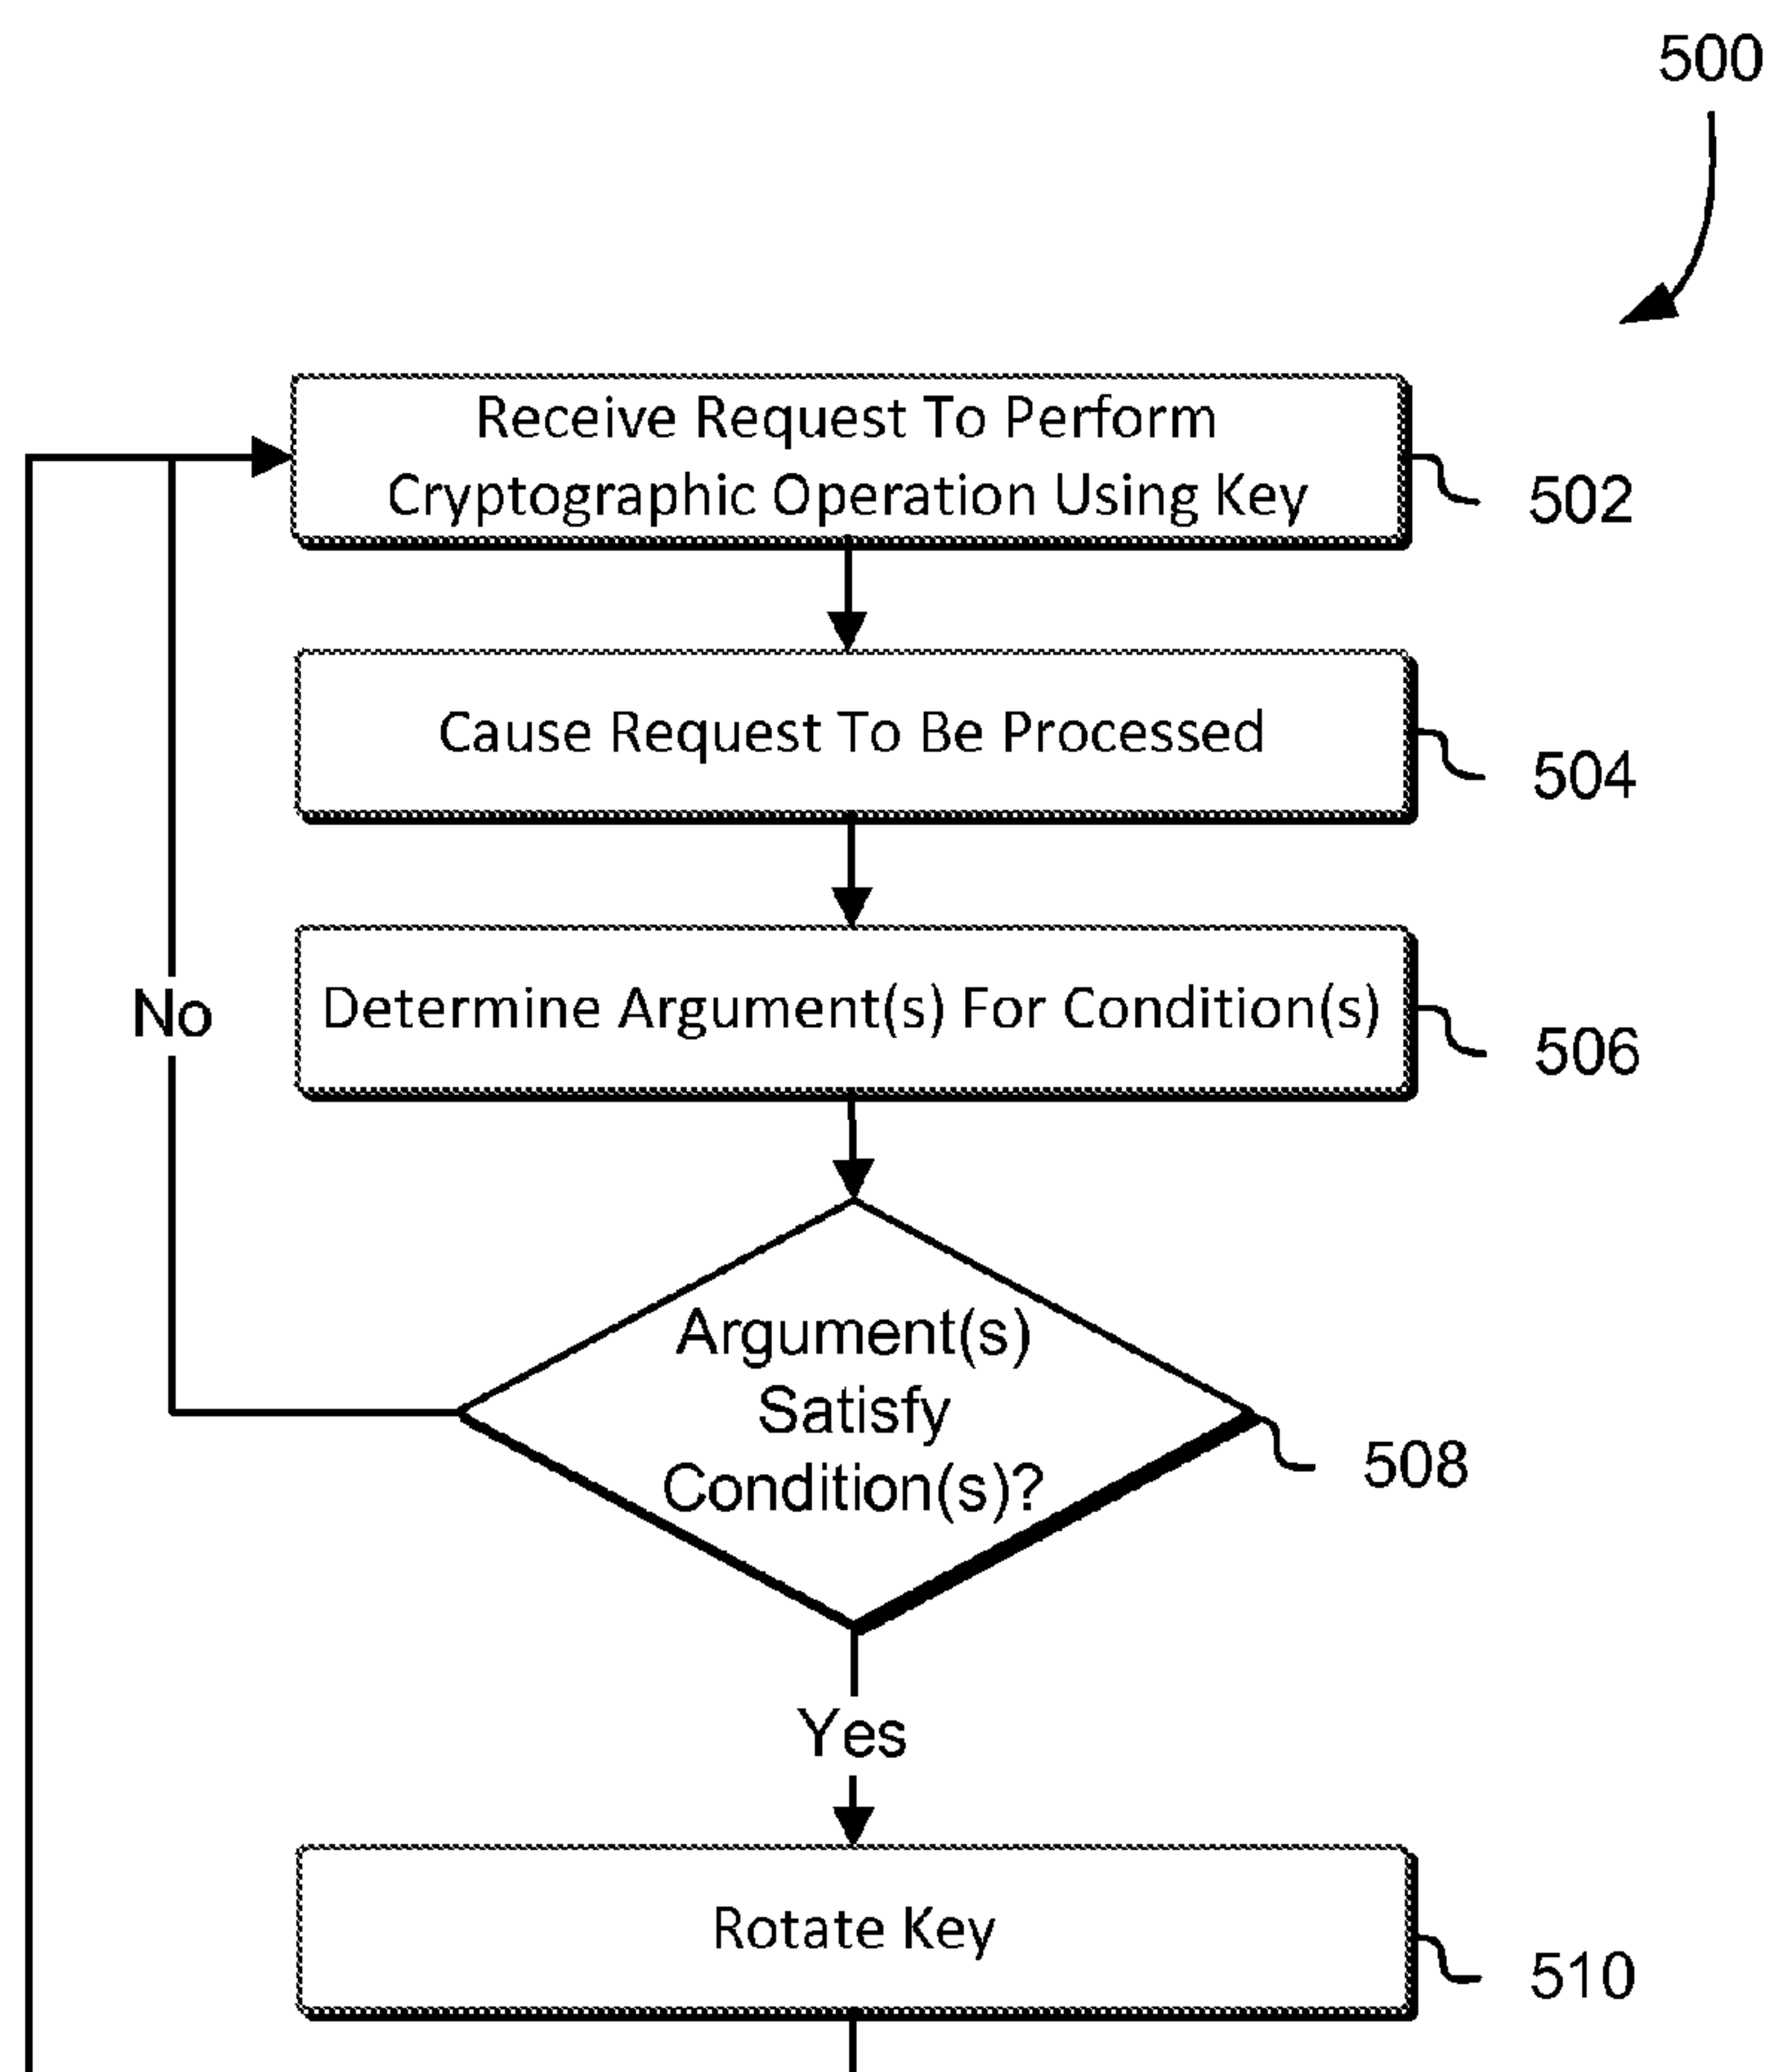 500
Receive Request To Perform
Cryptographic Operation Using Key
502
Cause Request To Be Processed
504
No
Determine Argument(s) For Condition(s)
506
Argument(s)
Satisfy
Condition(s)?
508
Yes
Rotate Key
510